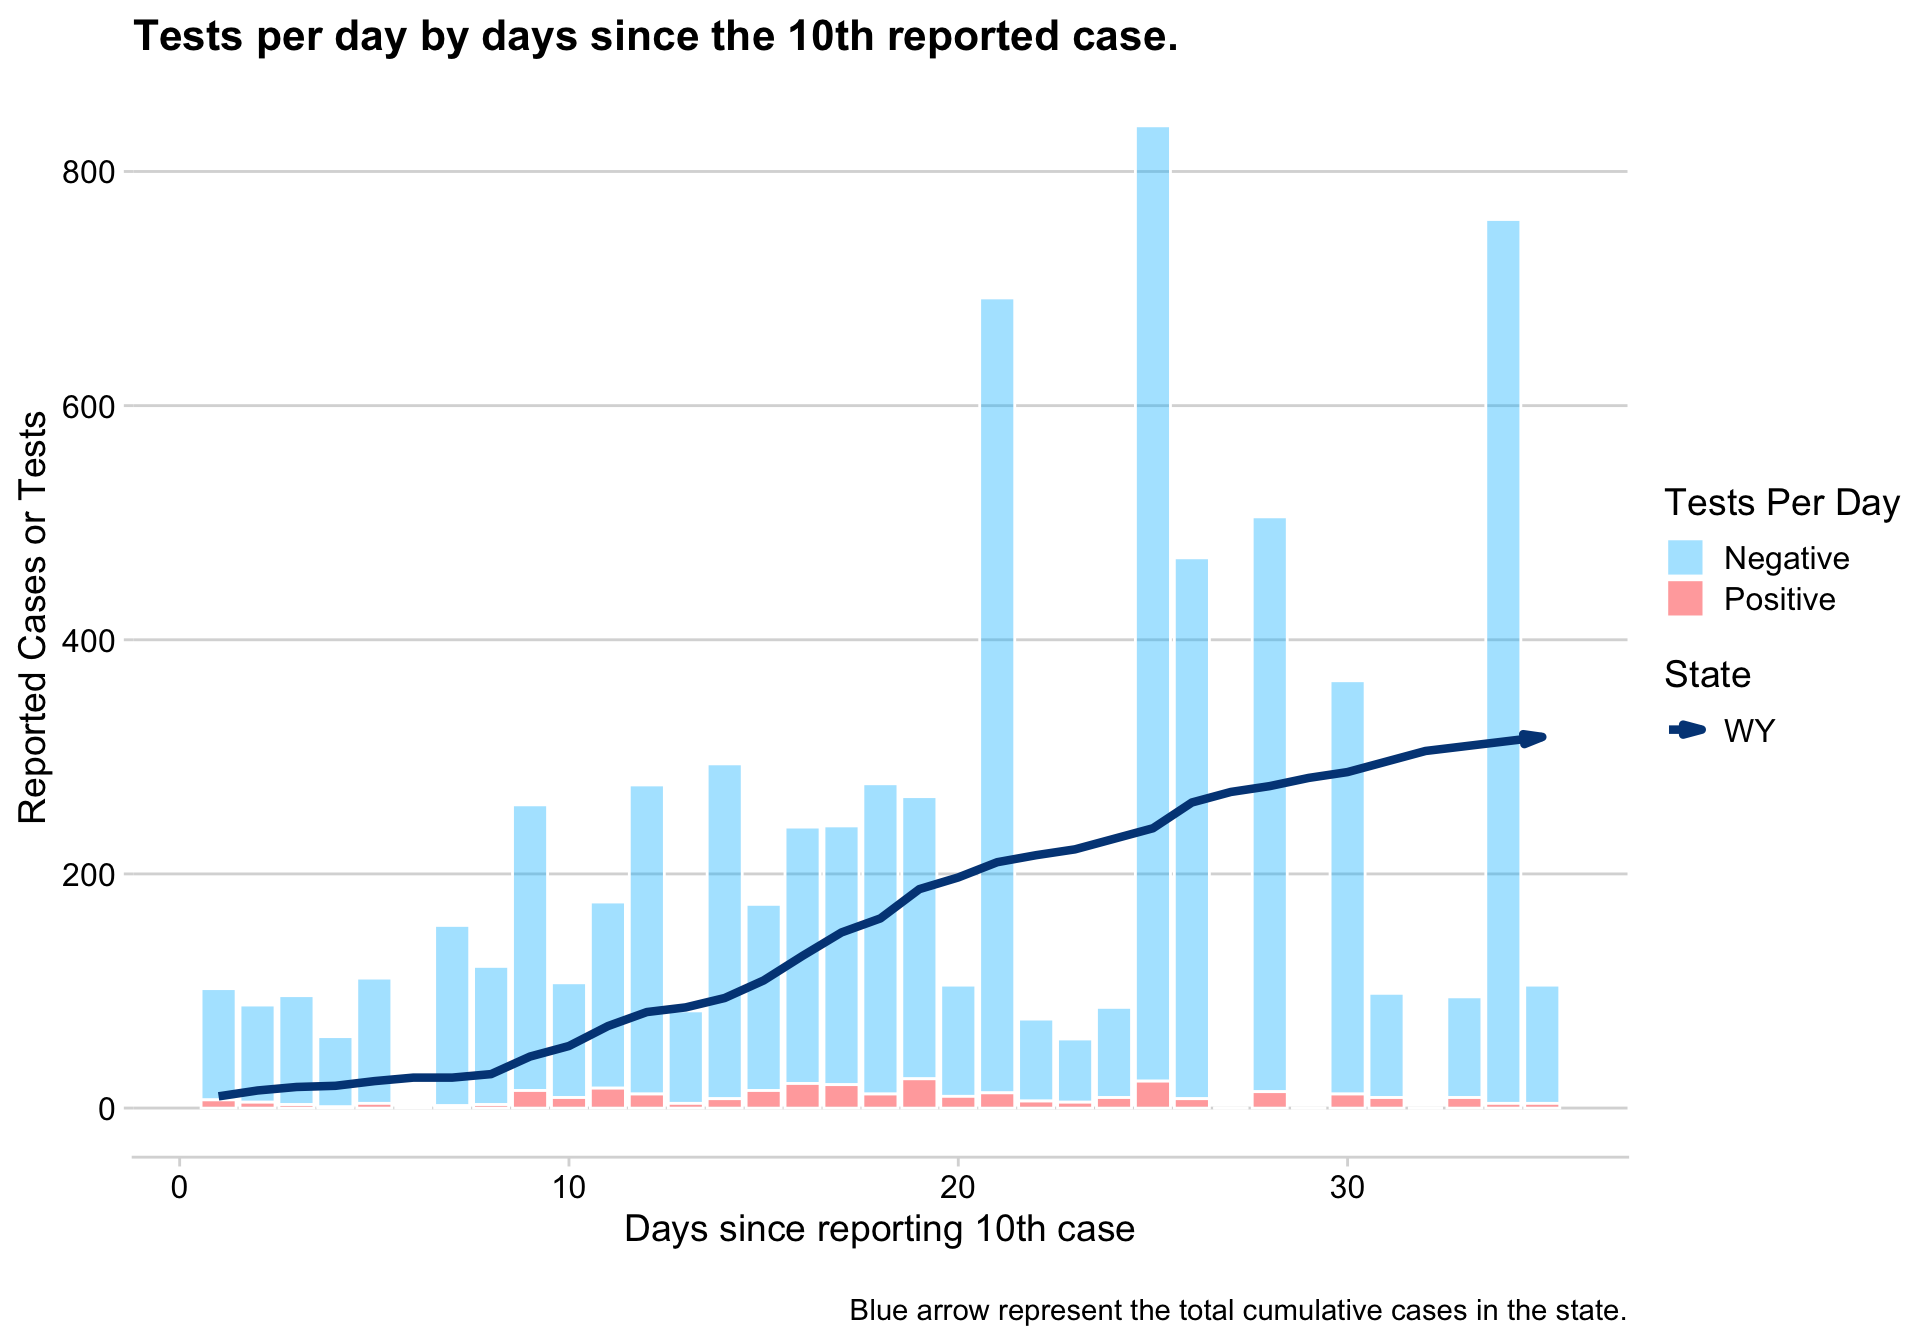 Tests per day by days since the 10th reported case.
Reported Cases or Tests
800
600
400
200
0
0 10 20 30
Days since reporting 10th case
Tests Per Day
Negative
Positive
State
WY
Blue arrow represent the total cumulative cases in the state.